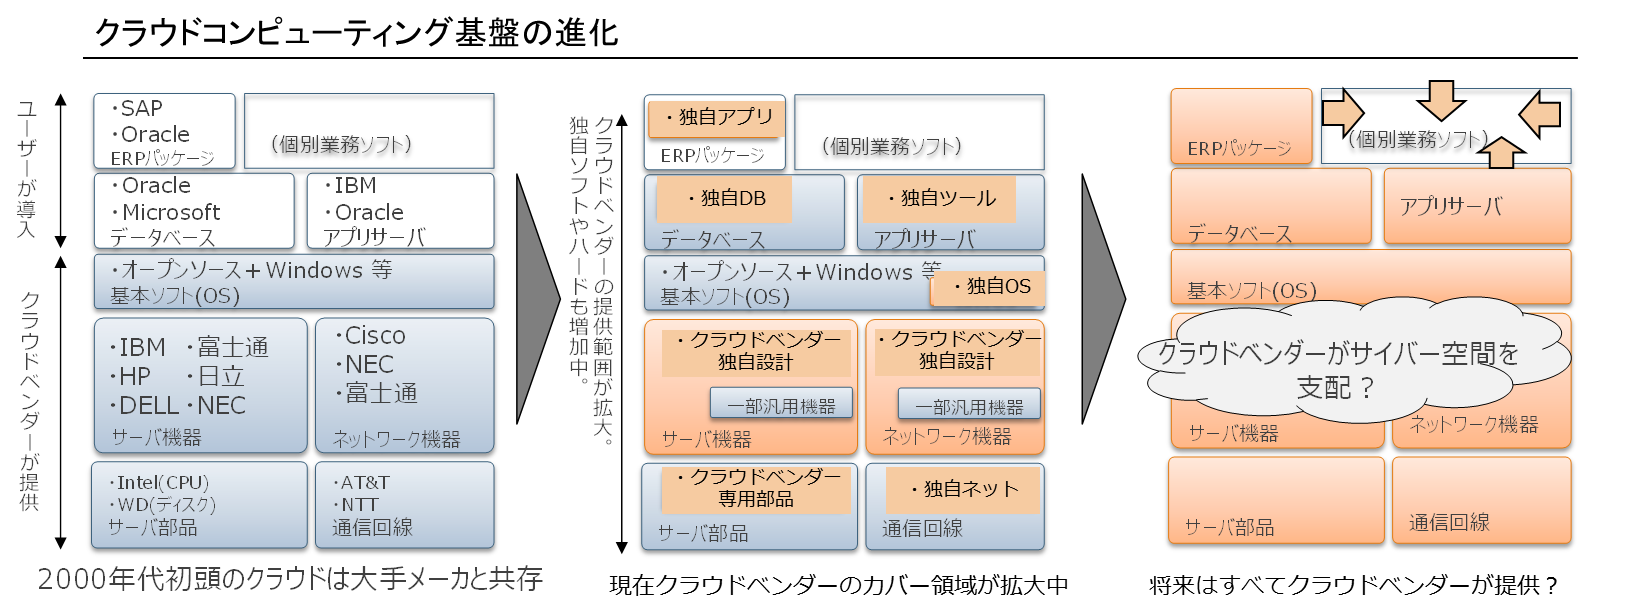 クラウドコンピューティング基盤の進化
ユーザーが導入
クラウドベンダーが提供
・SAP
・Oracle
ERPパッケージ
（個別業務ソフト）
・Oracle
・Microsoft
データベース
・IBM
・Oracle
アプリサーバ
・オープンソース＋Windows 等
基本ソフト(OS)
・IBM ・富士通
・HP ・日立
・DELL・NEC
サーバ機器
・Cisco
・NEC
・富士通
ネットワーク機器
・Intel(CPU)
・WD(ディスク)
サーバ部品
・AT&T
・NTT
通信回線
2000年代初頭のクラウドは大手メーカと共存
クラウドベンダーの提供範囲が拡大。
独自ソフトやハードも増加中。
・独自アプリ
ERPパッケージ
（個別業務ソフト）
・独自DB
データベース
・独自ツール
アプリサーバ
・オープンソース＋Windows 等
基本ソフト(OS)
・独自OS
・クラウドベンダー
独自設計
一部汎用機器
サーバ機器
・クラウドベンダー
独自設計
一部汎用機器
ネットワーク機器
・クラウドベンダー
専用部品
サーバ部品
・独自ネット
通信回線
現在クラウドベンダーのカバー領域が拡大中
ERPパッケージ
（個別業務ソフト）
データベース
アプリサーバ
基本ソフト(OS)
クラウドベンダーがサイバー空間を
支配？
サーバ機器
ネットワーク機器
サーバ部品
通信回線
将来はすべてクラウドベンダーが提供？